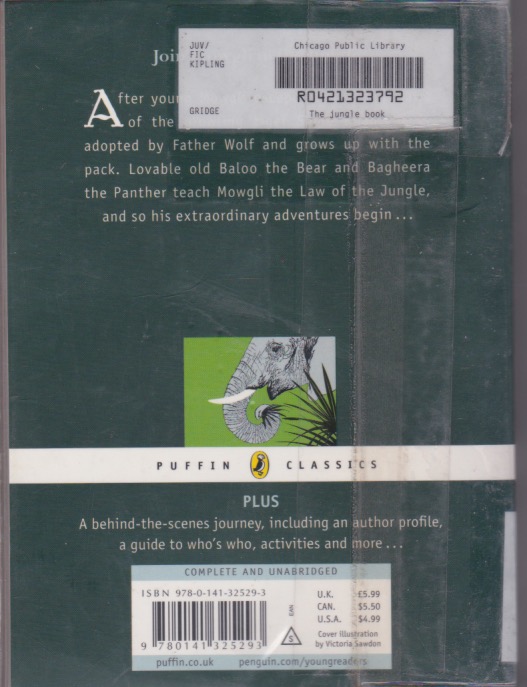 JUV/
FIC
KIPLING
GRIDGE
Chicago Public Library
R0421323792
The jungle book
Join
After your
of the
adopted by Father Wolf and grows up with the
pack. Lovable old Baloo the Bear and Bagheera
the Panther teach Mowgli the Law of the Jungle,
and so his extraordinary adventures begin ...
PUFFIN CLASSICS
PLUS
A behind-the-scenes journey, including an author profile,
a guide to who's who, activities and more ...
COMPLETE AND UNABRIDGED
ISBN 978-0-141-32529-3
9 780141 325293
U.K. £5.99
CAN. $5.50
U.S.A. $4.99
Cover illustration
by Victoria Sawdon
puffin.co.uk penguin.com/youngreaders